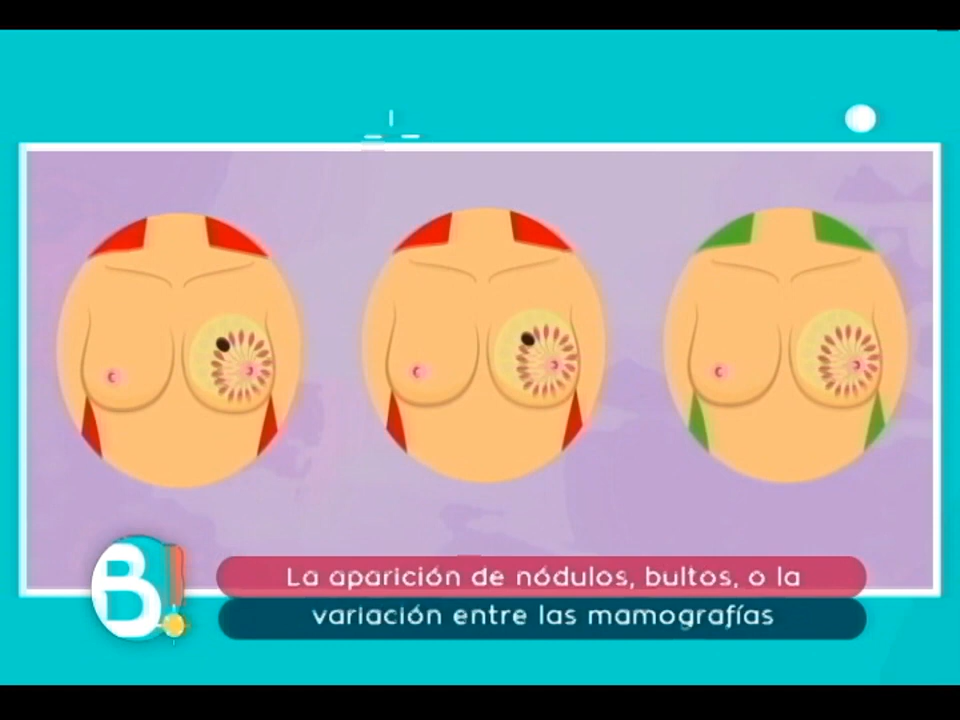 B!
La aparición de nódulos, bultos, o la
variación entre las mamografías